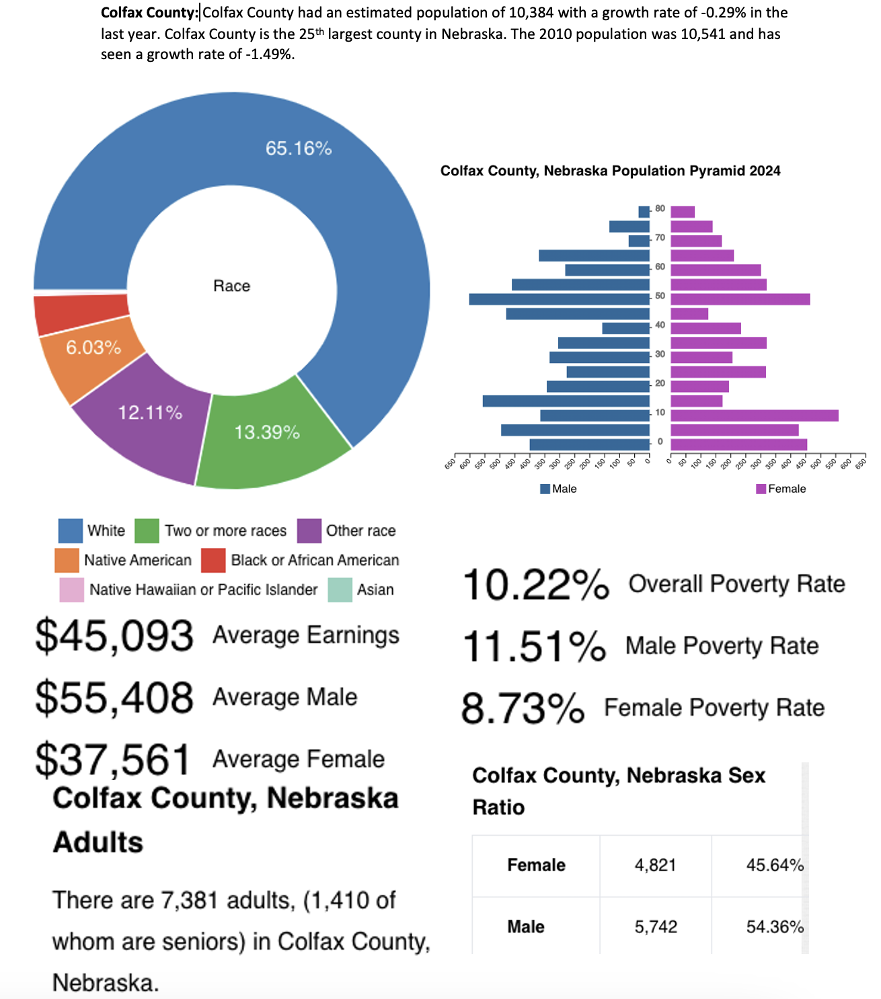 Colfax County: Colfax County had an estimated population of 10,384 with a growth rate of -0.29% in the
last year. Colfax County is the 25th largest county in Nebraska. The 2010 population was 10,541 and has
seen a growth rate of -1.49%.
65.16%
Race
6.03%
12.11%
13.39%
White Two or more races Other race
Native American Black or African American
Native Hawaiian or Pacific Islander Asian
Colfax County, Nebraska Population Pyramid 2024
80
70
60
50
40
30
20
10
0
650 600 550 500 450 400 350 300 250 200 150 100 50 0 0 50 100 150 200 250 300 350 400 450 500 550 600 650
Male Female
$45,093 Average Earnings
$55,408 Average Male
$37,561 Average Female
10.22% Overall Poverty Rate
11.51% Male Poverty Rate
8.73% Female Poverty Rate
Colfax County, Nebraska
Adults
There are 7,381 adults, (1,410 of
whom are seniors) in Colfax County,
Nebraska.
Colfax County, Nebraska Sex
Ratio
Female 4,821 45.64%
Male 5,742 54.36%